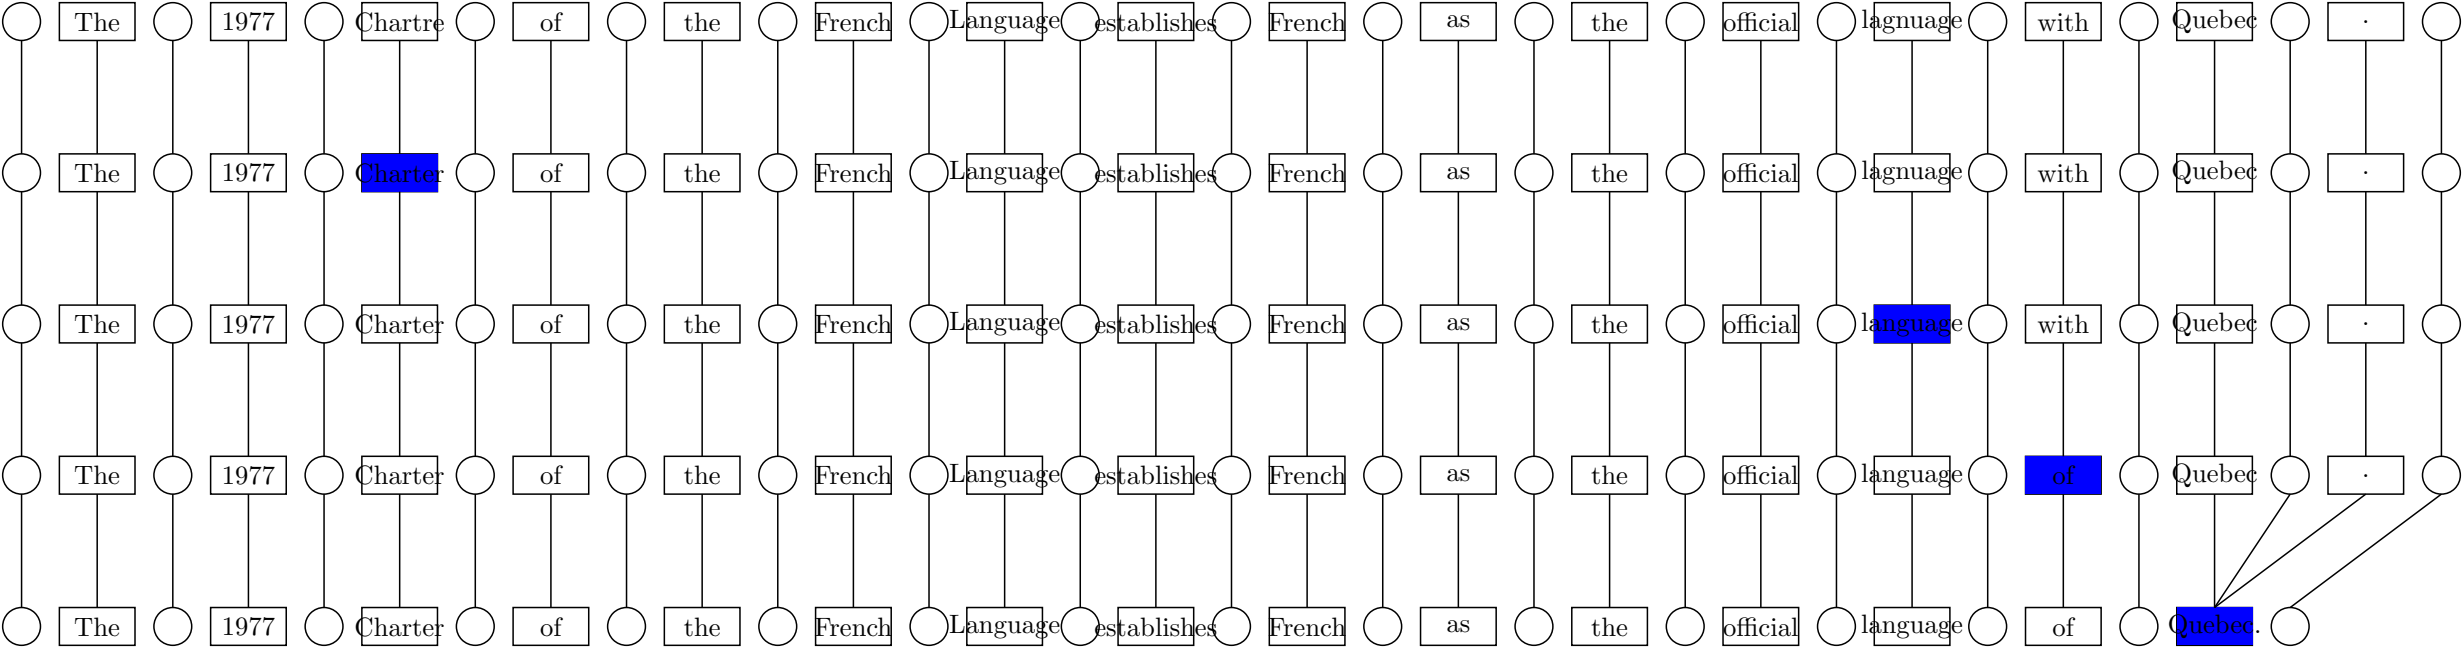 The 1977 Chartre of the French Language establishes French as the official lagnuage with Quebec .
The 1977 Charter of the French Language establishes French as the official lagnuage with Quebec .
The 1977 Charter of the French Language establishes French as the official language with Quebec .
The 1977 Charter of the French Language establishes French as the official language of Quebec .
The 1977 Charter of the French Language establishes French as the official language of Quebec.